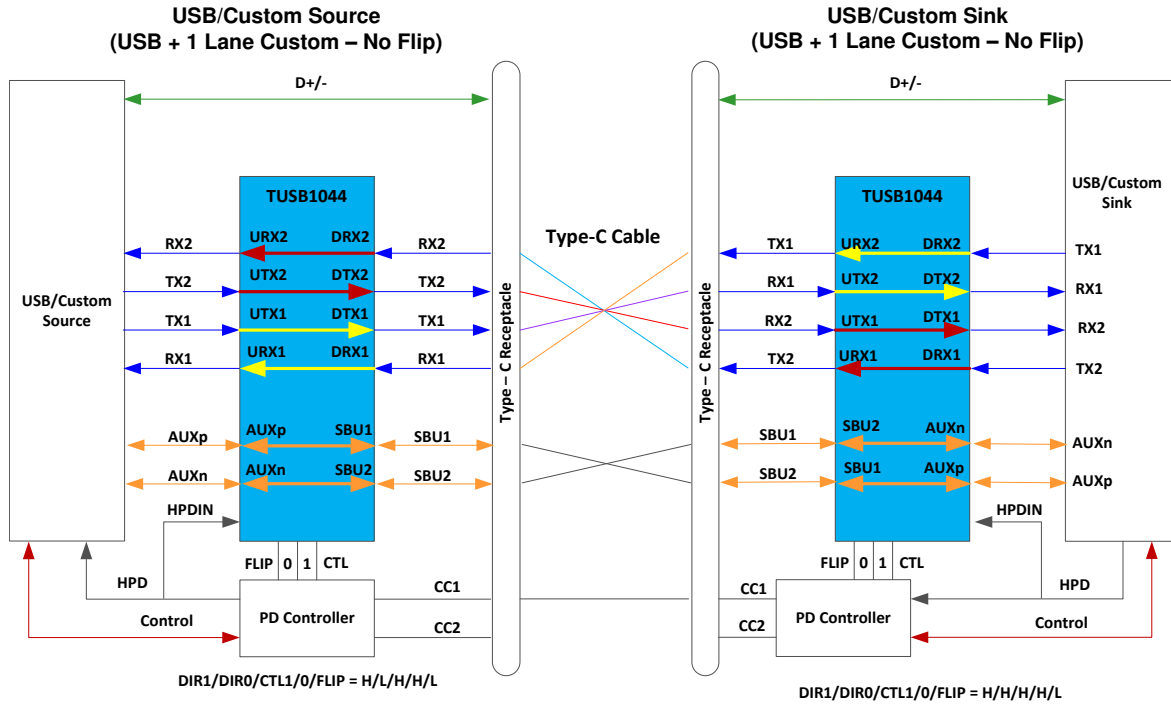 USB/Custom Source
(USB + 1 Lane Custom – No Flip)
USB/Custom Sink
(USB + 1 Lane Custom – No Flip)
D+/-
D+/-
TUSB1044
TUSB1044
USB/Custom
Source
USB/Custom
Sink
Type-C Cable
Type – C Receptacle
Type – C Receptacle
RX2 URX2 DRX2 RX2
TX2 UTX2 DTX2 TX2
TX1 UTX1 DTX1 TX1
RX1 URX1 DRX1 RX1
AUXp AUXp SBU1 SBU1
AUXn AUXn SBU2 SBU2
HPDIN
FLIP 0 1 CTL
HPD
Control
PD Controller
CC1
CC2
DIR1/DIR0/CTL1/0/FLIP = H/L/H/H/L
TX1 URX2 DRX2 TX1
RX1 UTX2 DTX2 RX1
RX2 UTX1 DTX1 RX2
TX2 URX1 DRX1 TX2
SBU1 SBU2 AUXn AUXn
SBU2 SBU1 AUXp AUXp
HPDIN
FLIP 0 1 CTL
CC1
CC2
PD Controller
HPD
Control
DIR1/DIR0/CTL1/0/FLIP = H/H/H/H/L